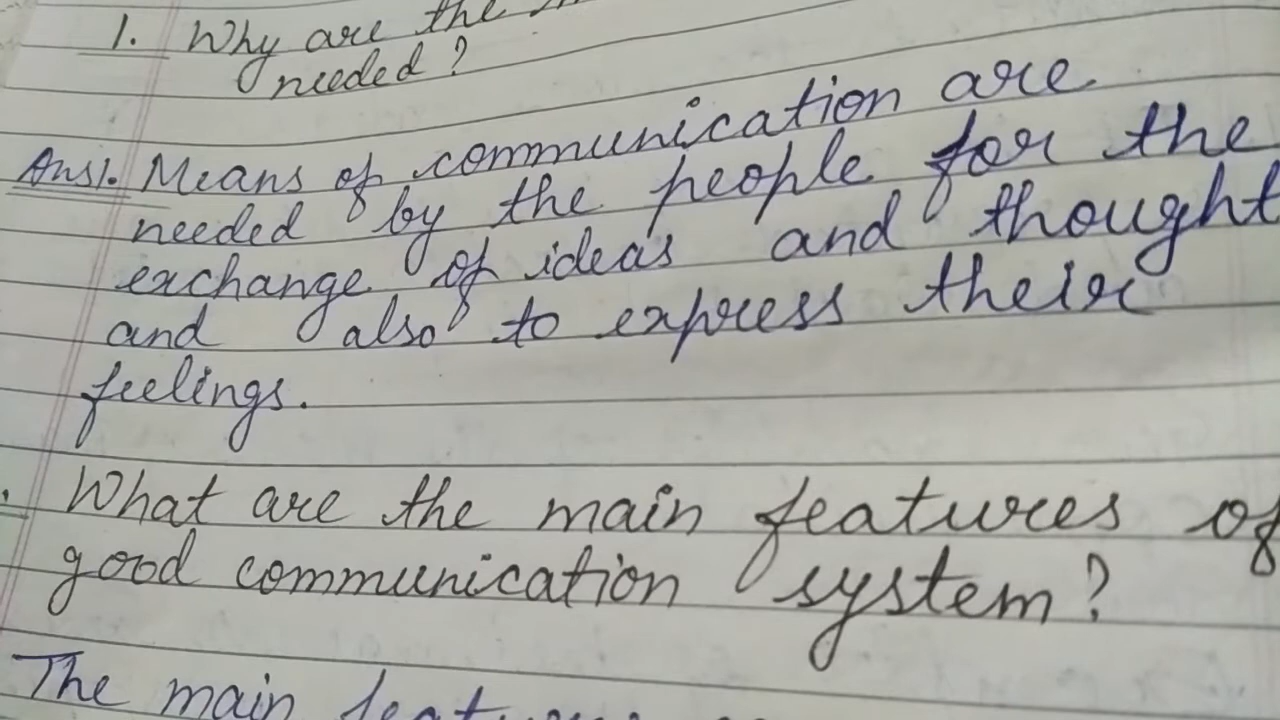 1. Why are the
needed?
Ans1. Means of communication are
needed by the people for the
exchange of ideas and thought
and also to express their
feelings.
What are the main features of
good communication system?
The main